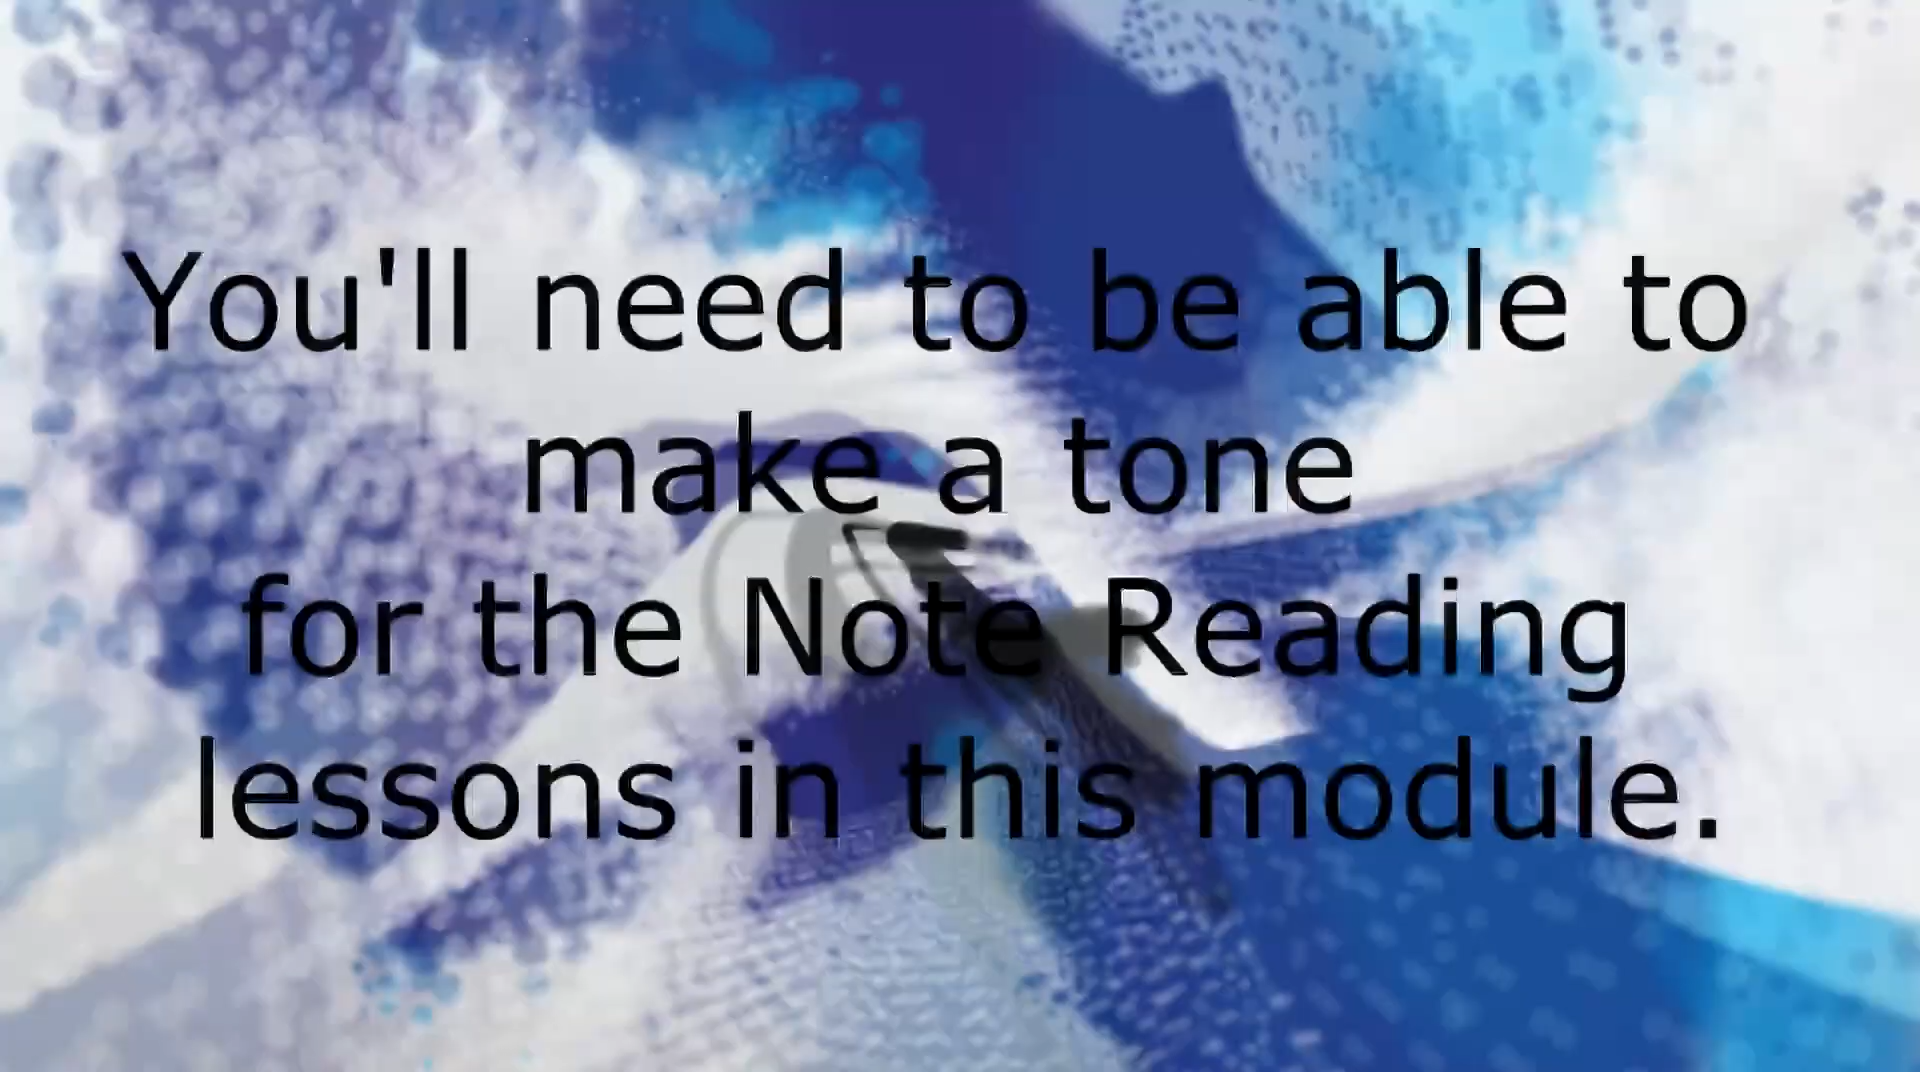 You'll need to be able to
make a tone
for the Note Reading
lessons in this module.